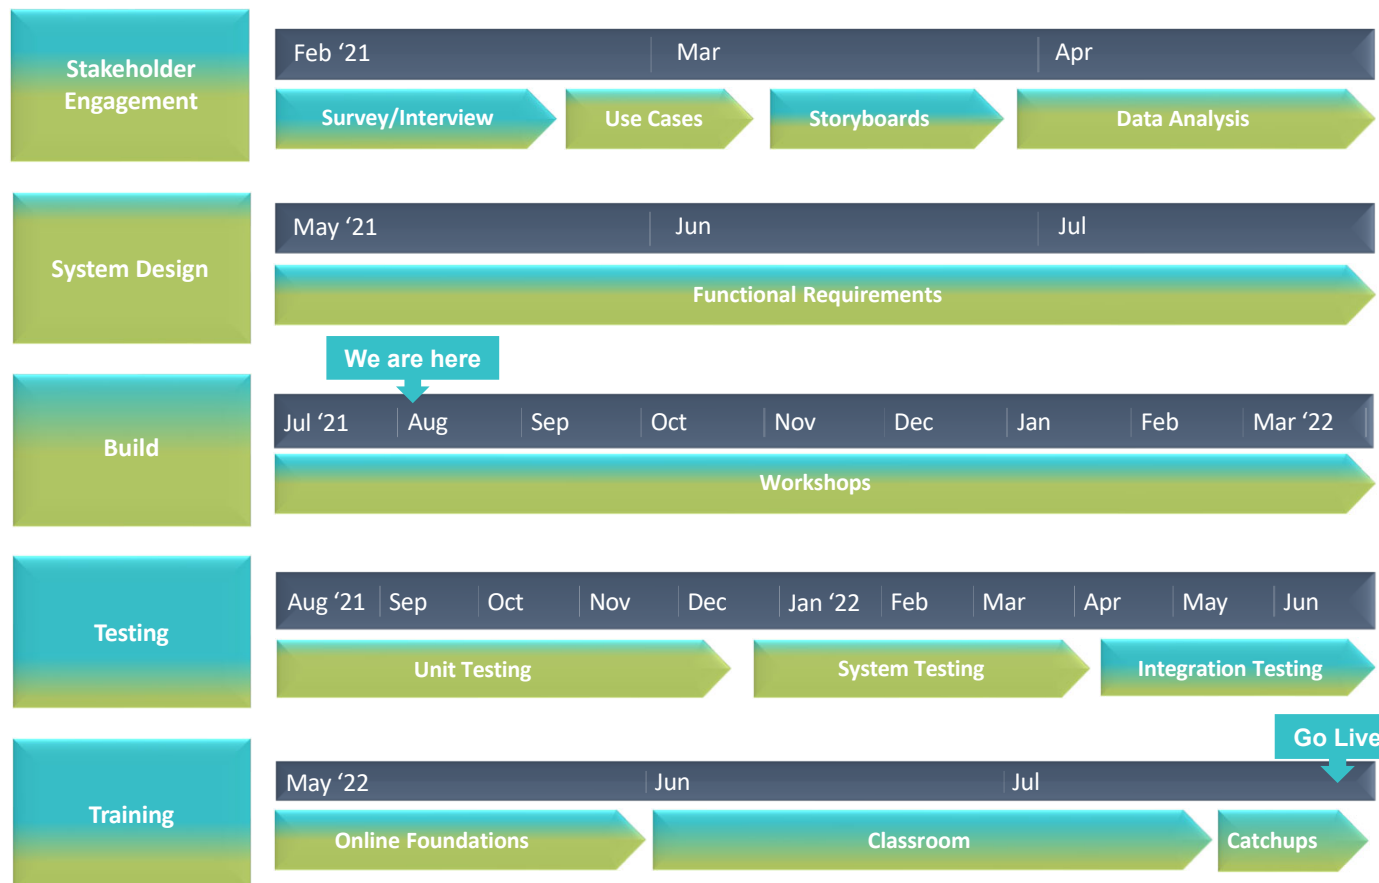 Stakeholder
Engagement
Feb ‘21 Mar Apr
Survey/Interview Use Cases Storyboards Data Analysis
System Design
May ‘21 Jun Jul
Functional Requirements
We are here
Build
Jul ‘21 Aug Sep Oct Nov Dec Jan Feb Mar ‘22
Workshops
Testing
Aug ‘21 Sep Oct Nov Dec Jan ‘22 Feb Mar Apr May Jun
Unit Testing System Testing Integration Testing
Go Live
Training
May ‘22 Jun Jul
Online Foundations Classroom Catchups